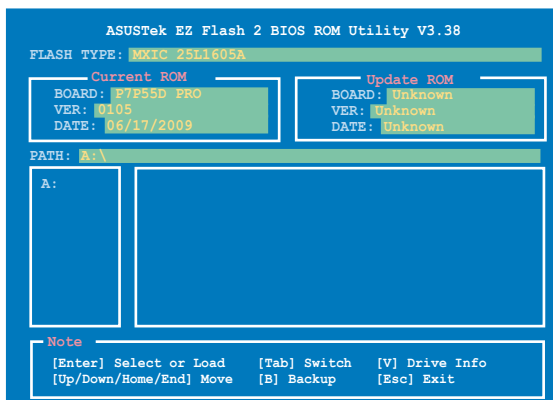 ASUSTek EZ Flash 2 BIOS ROM Utility V3.38
FLASH TYPE: MXIC 25L1605A
Current ROM
BOARD: P7P55D PRO
VER: 0105
DATE: 06/17/2009
Update ROM
BOARD: Unknown
VER: Unknown
DATE: Unknown
PATH: A:\
A:
Note
[Enter] Select or Load [Tab] Switch [V] Drive Info
[Up/Down/Home/End] Move [B] Backup [Esc] Exit